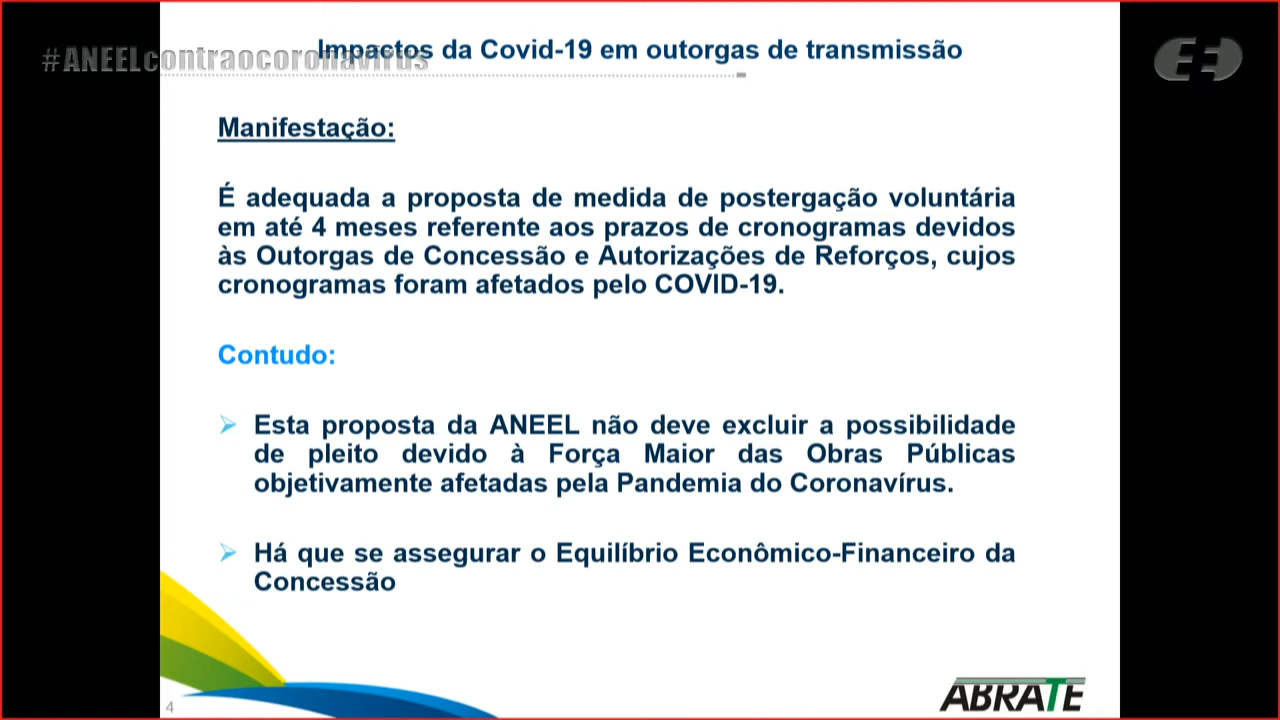 Impactos da Covid-19 em outorgas de transmissão
#ANEELcontraocoronavirus
Manifestação:
É adequada a proposta de medida de postergação voluntária
em até 4 meses referente aos prazos de cronogramas devidos
às Outorgas de Concessão e Autorizações de Reforços, cujos
cronogramas foram afetados pelo COVID-19.
Contudo:
Esta proposta da ANEEL não deve excluir a possibilidade
de pleito devido à Força Maior das Obras Públicas
objetivamente afetadas pela Pandemia do Coronavírus.
Há que se assegurar o Equilíbrio Econômico-Financeiro da
Concessão
4
ABRATE